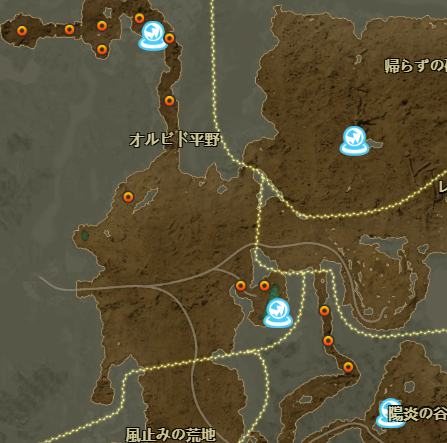 帰らずの
オルビド平野
レ
陽炎の谷
風止みの荒地